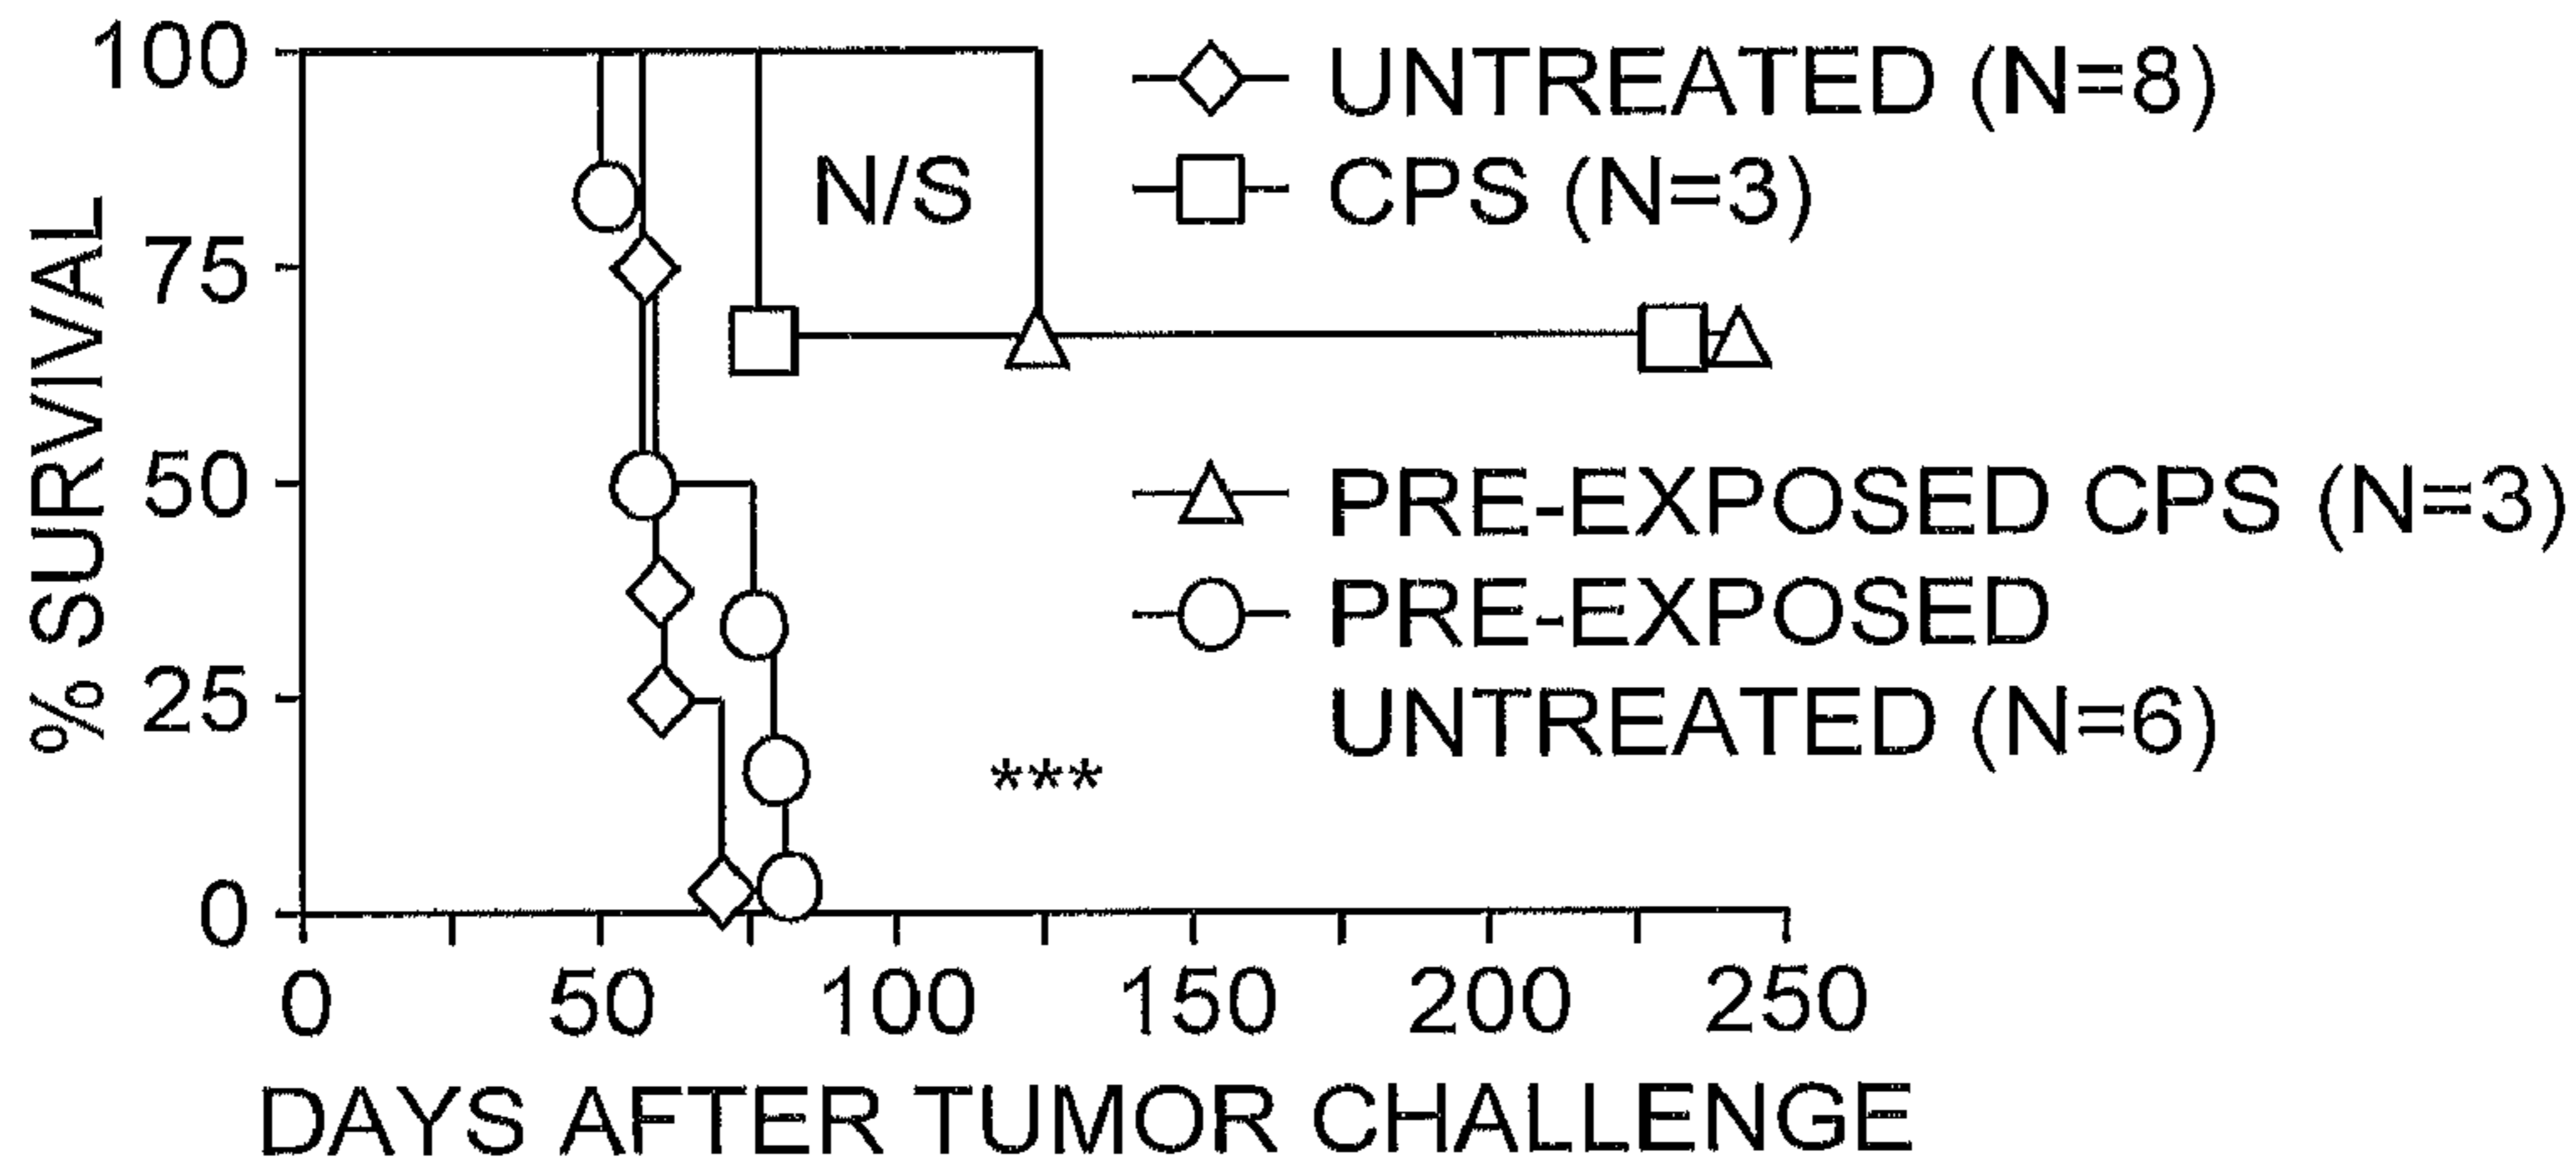 100
75
50
25
0
% SURVIVAL
N/S
UNTREATED (N=8)
CPS (N=3)
PRE-EXPOSED CPS (N=3)
PRE-EXPOSED
UNTREATED (N=6)
***
0 50 100 150 200 250
DAYS AFTER TUMOR CHALLENGE